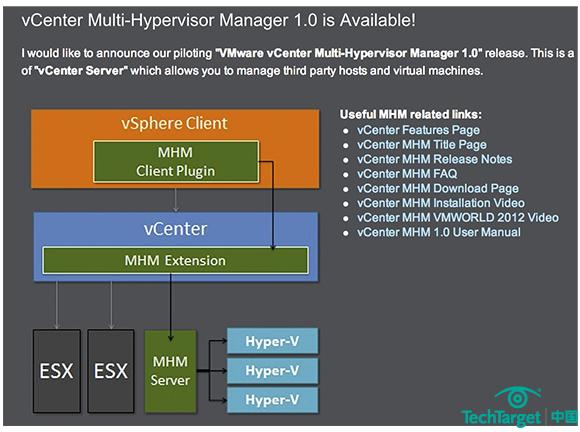 vCenter Multi-Hypervisor Manager 1.0 is Available!
I would like to announce our piloting "VMware vCenter Multi-Hypervisor Manager 1.0" release. This is a
of "vCenter Server" which allows you to manage third party hosts and virtual machines.
vSphere Client
MHM
Client Plugin
vCenter
MHM Extension
ESX
ESX
MHM
Server
Hyper-V
Hyper-V
Hyper-V
Useful MHM related links:
vCenter Features Page
vCenter MHM Title Page
vCenter MHM Release Notes
vCenter MHM FAQ
vCenter MHM Download Page
vCenter MHM Installation Video
vCenter MHM VMWORLD 2012 Video
vCenter MHM 1.0 User Manual
TechTarget 中国